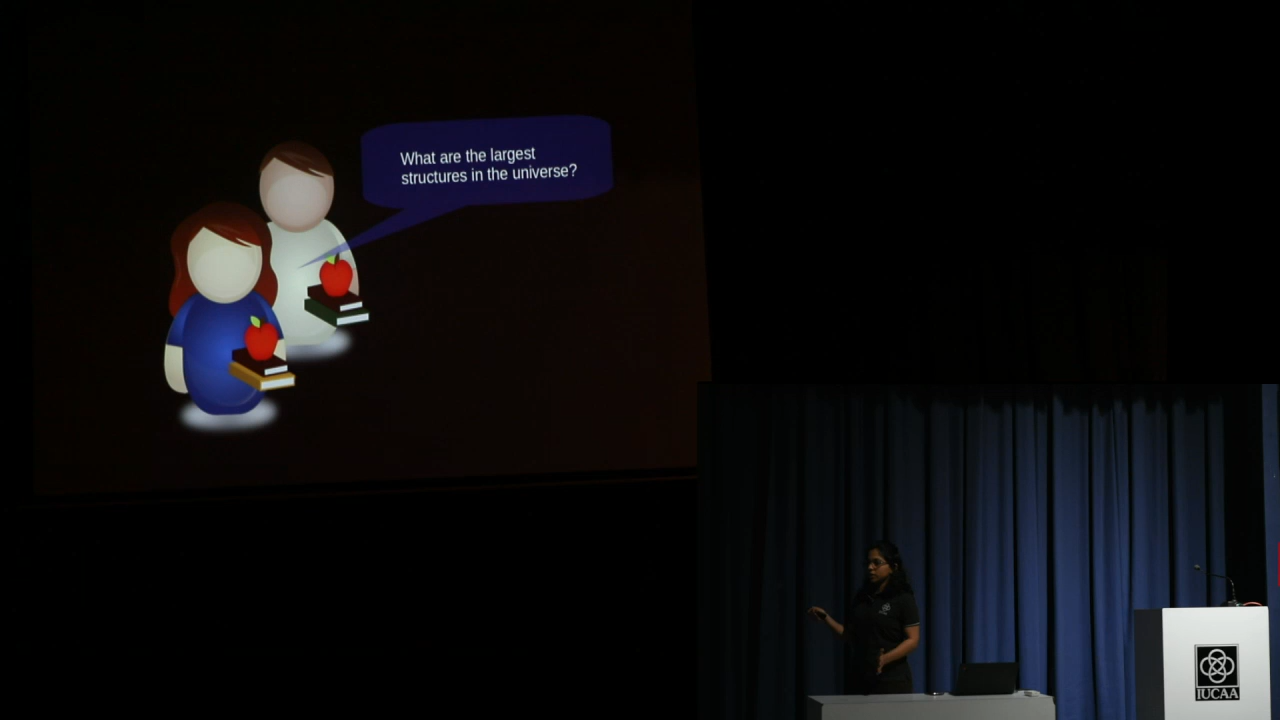 What are the largest
structures in the universe?
IUCAA